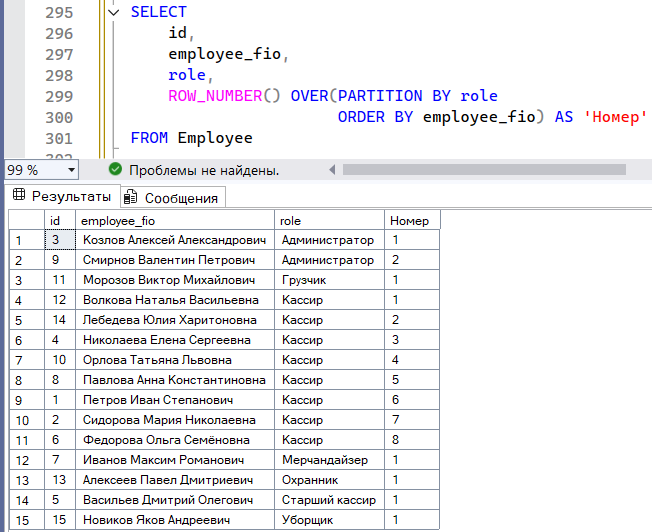 295 SELECT
296 id,
297 employee_fio,
298 role,
299 ROW_NUMBER() OVER(PARTITION BY role
300 ORDER BY employee_fio) AS 'Номер'
301 FROM Employee
99 % Проблемы не найдены.
Результаты Сообщения
id employee_fio role Номер
1 3 Козлов Алексей Александрович Администратор 1
2 9 Смирнов Валентин Петрович Администратор 2
3 11 Морозов Виктор Михайлович Грузчик 1
4 12 Волкова Наталья Васильевна Кассир 1
5 14 Лебедева Юлия Харитоновна Кассир 2
6 4 Николаева Елена Сергеевна Кассир 3
7 10 Орлова Татьяна Львовна Кассир 4
8 8 Павлова Анна Константиновна Кассир 5
9 1 Петров Иван Степанович Кассир 6
10 2 Сидорова Мария Николаевна Кассир 7
11 6 Федорова Ольга Семёновна Кассир 8
12 7 Иванов Максим Романович Мерчандайзер 1
13 13 Алексеев Павел Дмитриевич Охранник 1
14 5 Васильев Дмитрий Олегович Старший кассир 1
15 15 Новиков Яков Андреевич Уборщик 1